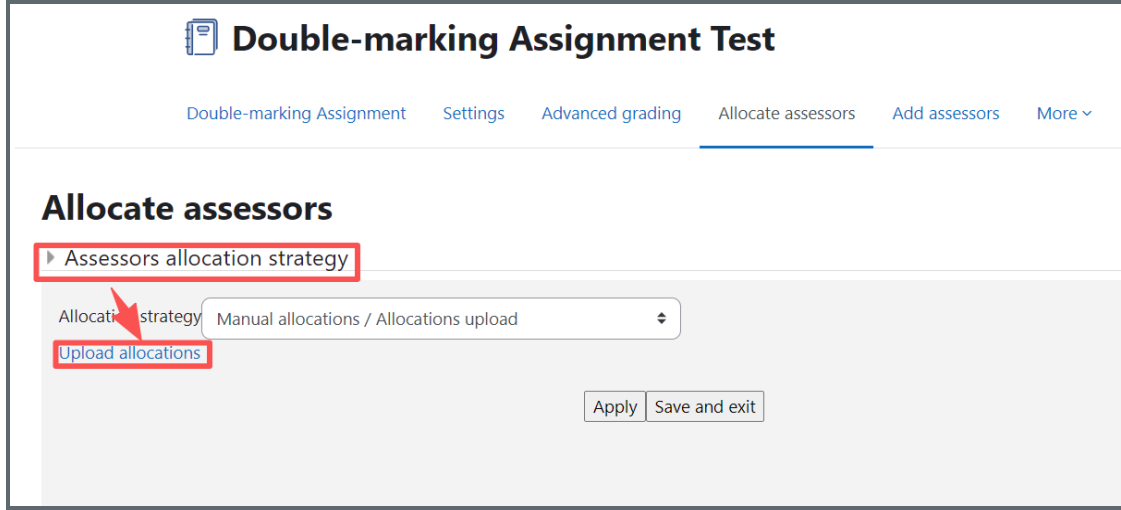 Double-marking Assignment Test
Double-marking Assignment Settings Advanced grading Allocate assessors Add assessors More
Allocate assessors
Assessors allocation strategy
Allocation strategy Manual allocations / Allocations upload
Upload allocations
Apply Save and exit